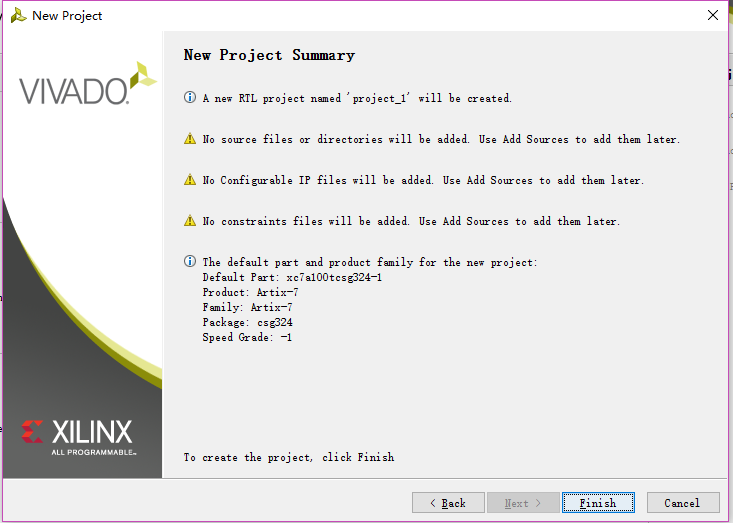 New Project
VIVADO.
New Project Summary
A new RTL project named 'project_1' will be created.
No source files or directories will be added. Use Add Sources to add them later.
No Configurable IP files will be added. Use Add Sources to add them later.
No constraints files will be added. Use Add Sources to add them later.
The default part and product family for the new project:
Default Part: xc7a100tcsg324-1
Product: Artix-7
Family: Artix-7
Package: csg324
Speed Grade: -1
XILINX
ALL PROGRAMMABLE™
To create the project, click Finish
< Back
Next >
Finish
Cancel